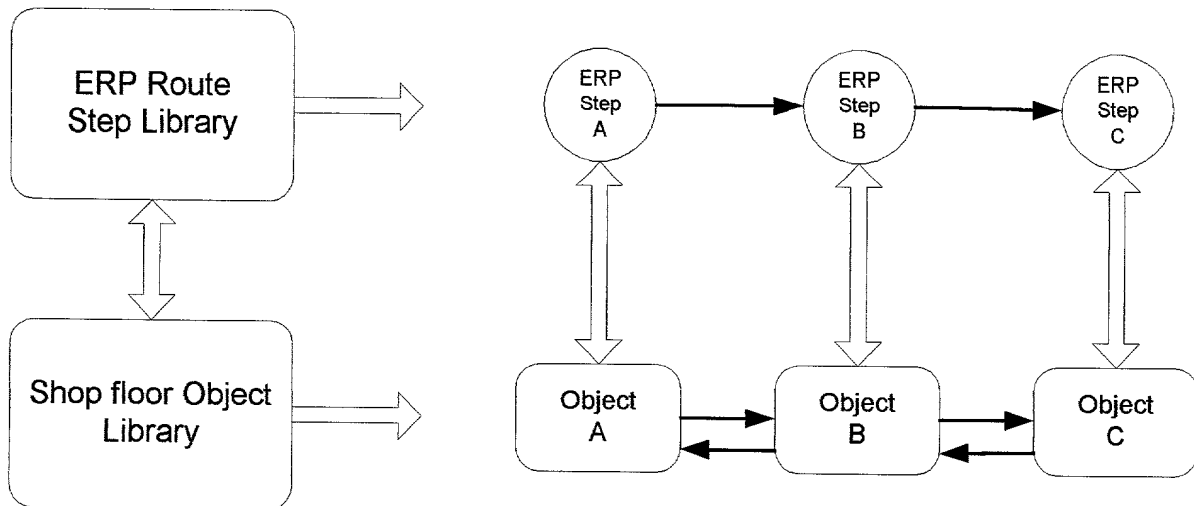 ERP Route
Step Library
Shop floor Object
Library
ERP
Step
A
ERP
Step
B
ERP
Step
C
Object
A
Object
B
Object
C